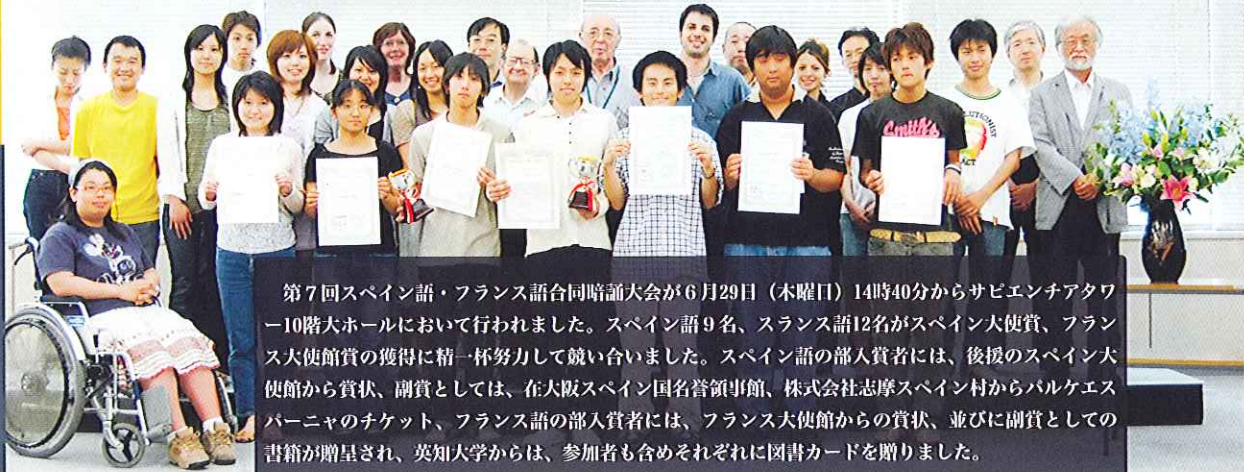 Smith's
第７回スペイン語・フランス語合同暗誦大会が６月29日（木曜日）14時40分からサピエンチアタワ
ー10階大ホールにおいて行われました。スペイン語９名、スランス語12名がスペイン大使賞、フラン
ス大使館賞の獲得に精一杯努力して競い合いました。スペイン語の部入賞者には、後援のスペイン大
使館から賞状、副賞としては、在大阪スペイン国名誉領事館、株式会社志摩スペイン村からパルケエス
パーニャのチケット、フランス語の部入賞者には、フランス大使館からの賞状、並びに副賞としての
書籍が贈呈され、英知大学からは、参加者も含めそれぞれに図書カードを贈りました。